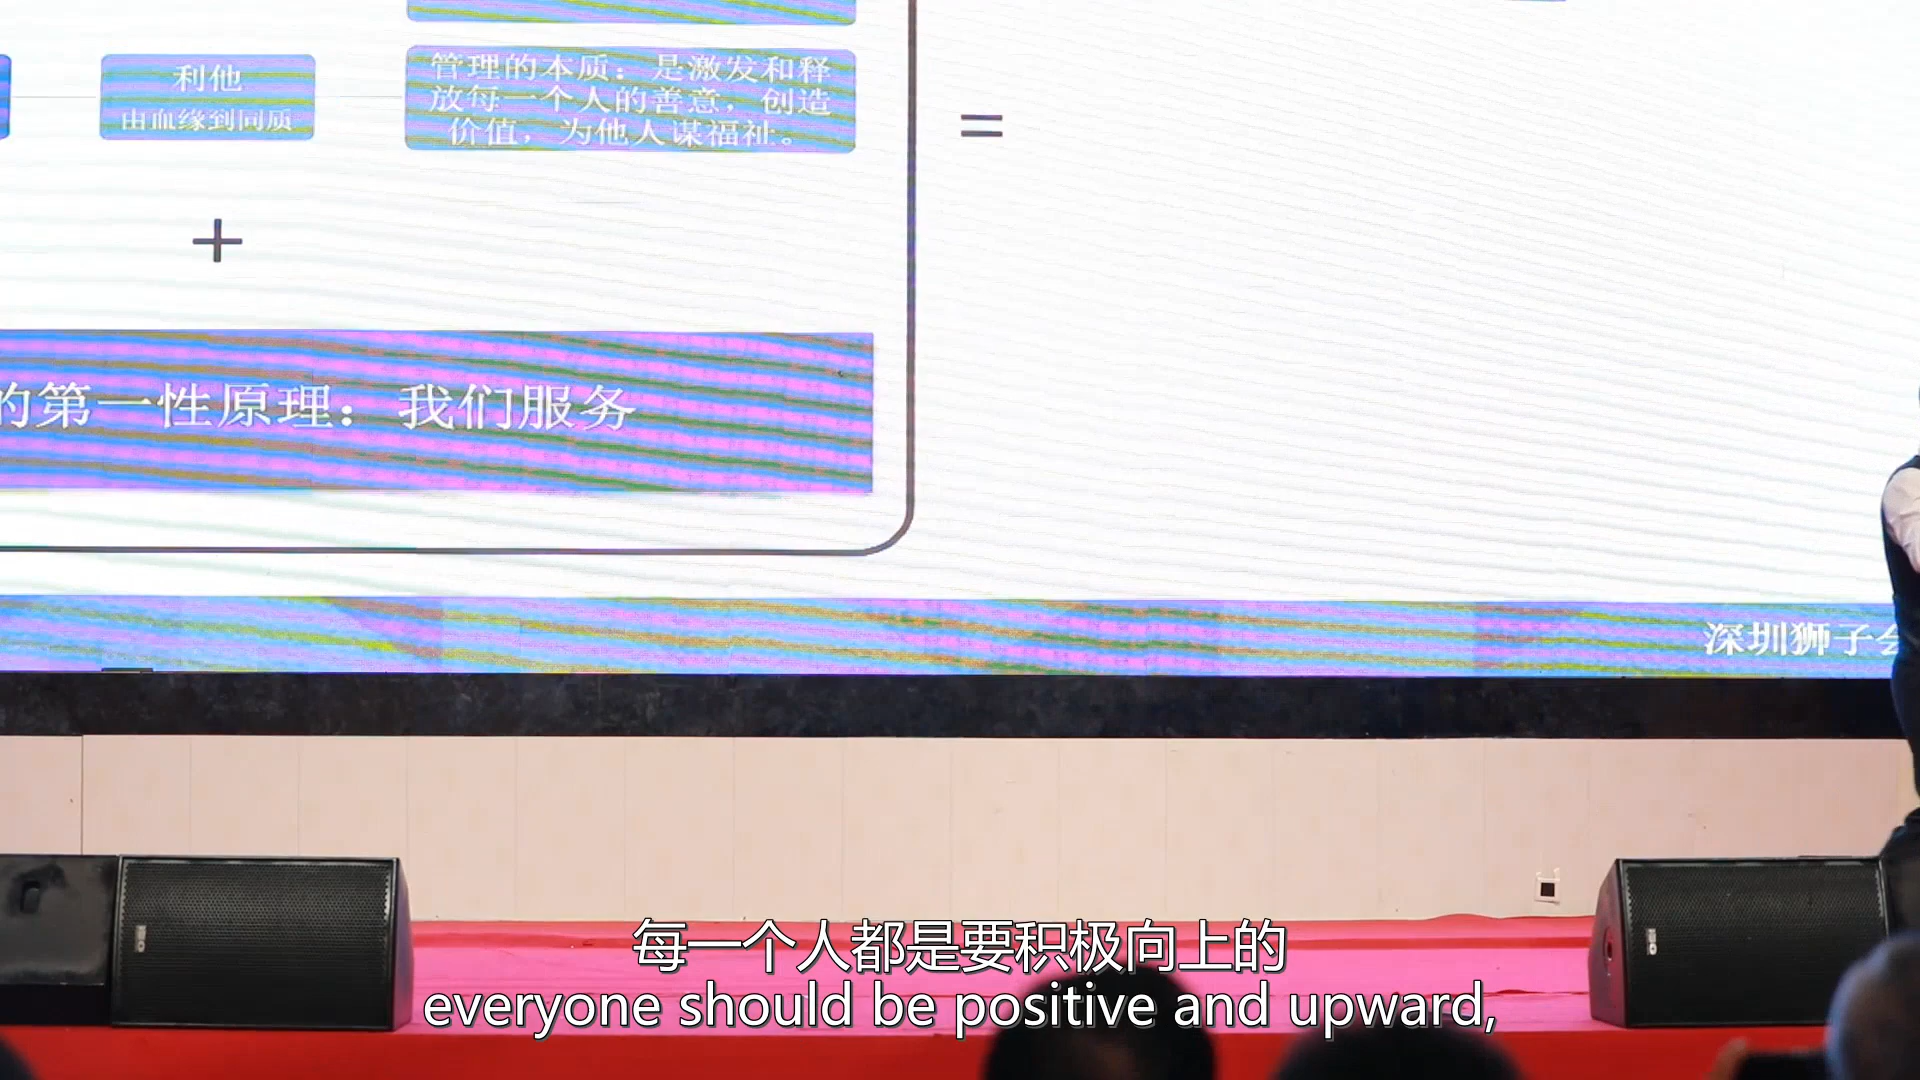 利他
由血缘到同质
管理的本质：是激发和释
放每一个人的善意，创造
价值，为他人谋福祉。
=
+
的第一性原理：我们服务
深圳狮子会
每一个人都是要积极向上的
everyone should be positive and upward,